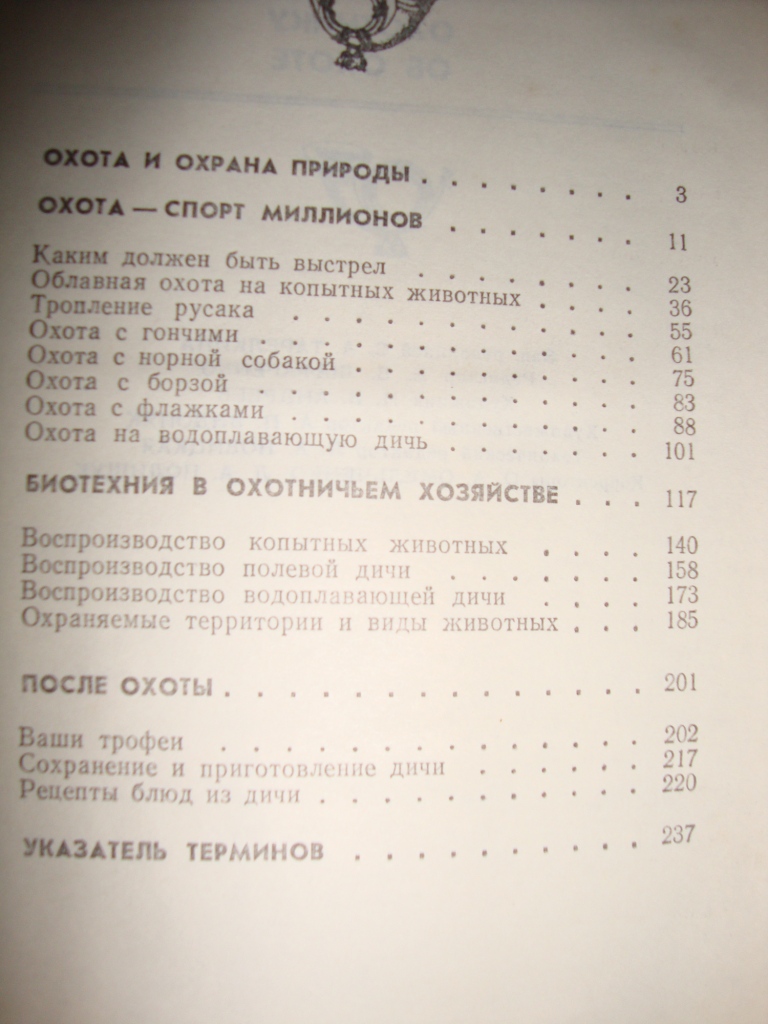 ОХОТА И ОХРАНА ПРИРОДЫ . . . . . . . . 3
ОХОТА — СПОРТ МИЛЛИОНОВ . . . . . . . 11
Каким должен быть выстрел . . . . . . . . 23
Облавная охота на копытных животных . . . . 36
Тропление русака . . . . . . . . . . . . 55
Охота с гончими . . . . . . . . . . . . . 61
Охота с норной собакой . . . . . . . . . . 75
Охота с борзой . . . . . . . . . . . . . 83
Охота с флажками . . . . . . . . . . . . 88
Охота на водоплавающую дичь . . . . . . . 101
БИОТЕХНИЯ В ОХОТНИЧЬЕМ ХОЗЯЙСТВЕ . . . 117
Воспроизводство копытных животных . . . . 140
Воспроизводство полевой дичи . . . . . . . 158
Воспроизводство водоплавающей дичи . . . . 173
Охраняемые территории и виды животных . . . 185
ПОСЛЕ ОХОТЫ . . . . . . . . . . . . . . 201
Ваши трофеи . . . . . . . . . . . . . . 202
Сохранение и приготовление дичи . . . . . . 217
Рецепты блюд из дичи . . . . . . . . . . . 220
УКАЗАТЕЛЬ ТЕРМИНОВ . . . . . . . . . . 237